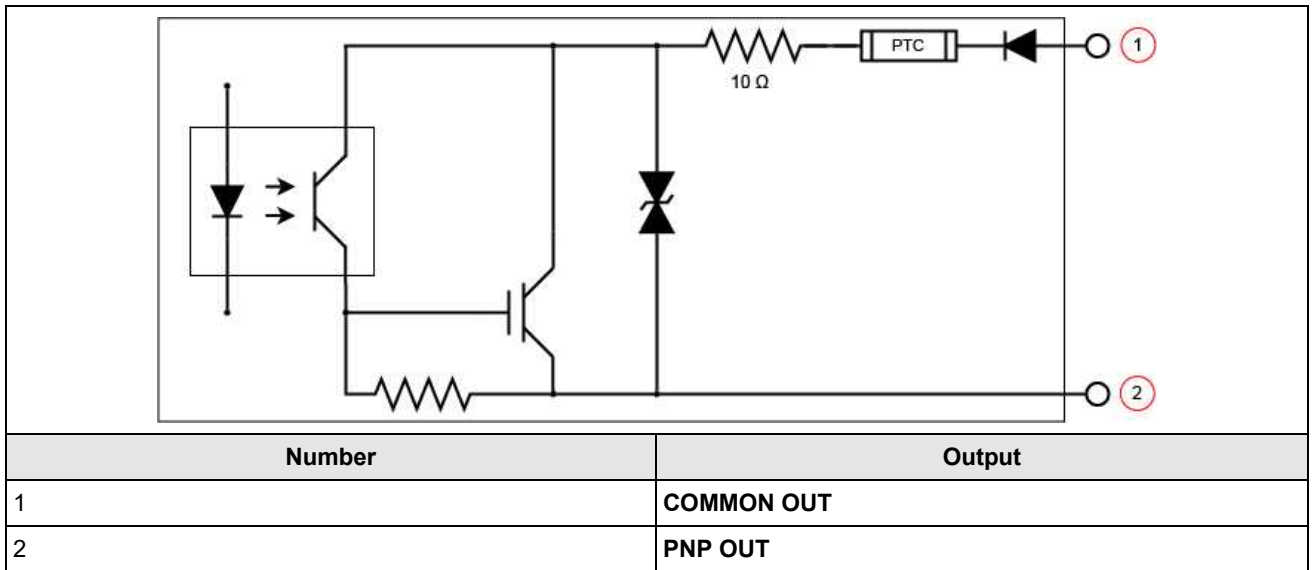 PTC
1
10 Ω
2
Number Output
1 COMMON OUT
2 PNP OUT